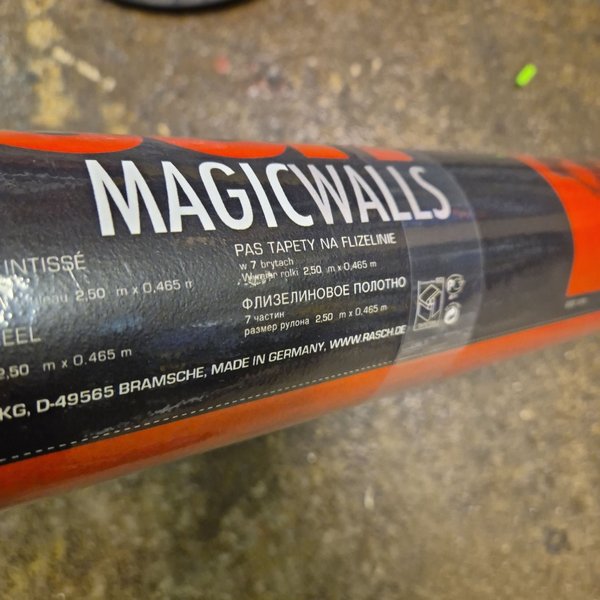 MAGICWALLS
INTISSÉ
2.50 m x 0.465 m
EEL
2.50 m x 0.465 m
PAS TAPETY NA FLIZELINIE
w 7 brytach
Wymiar rolki 2.50 m x 0.465 m
ФЛИЗЕЛИНОВОЕ ПОЛОТНО
7 частин
размер рулона 2.50 m x 0.465 m
KG, D-49565 BRAMSCHE, MADE IN GERMANY, WWW.RASCH.DE